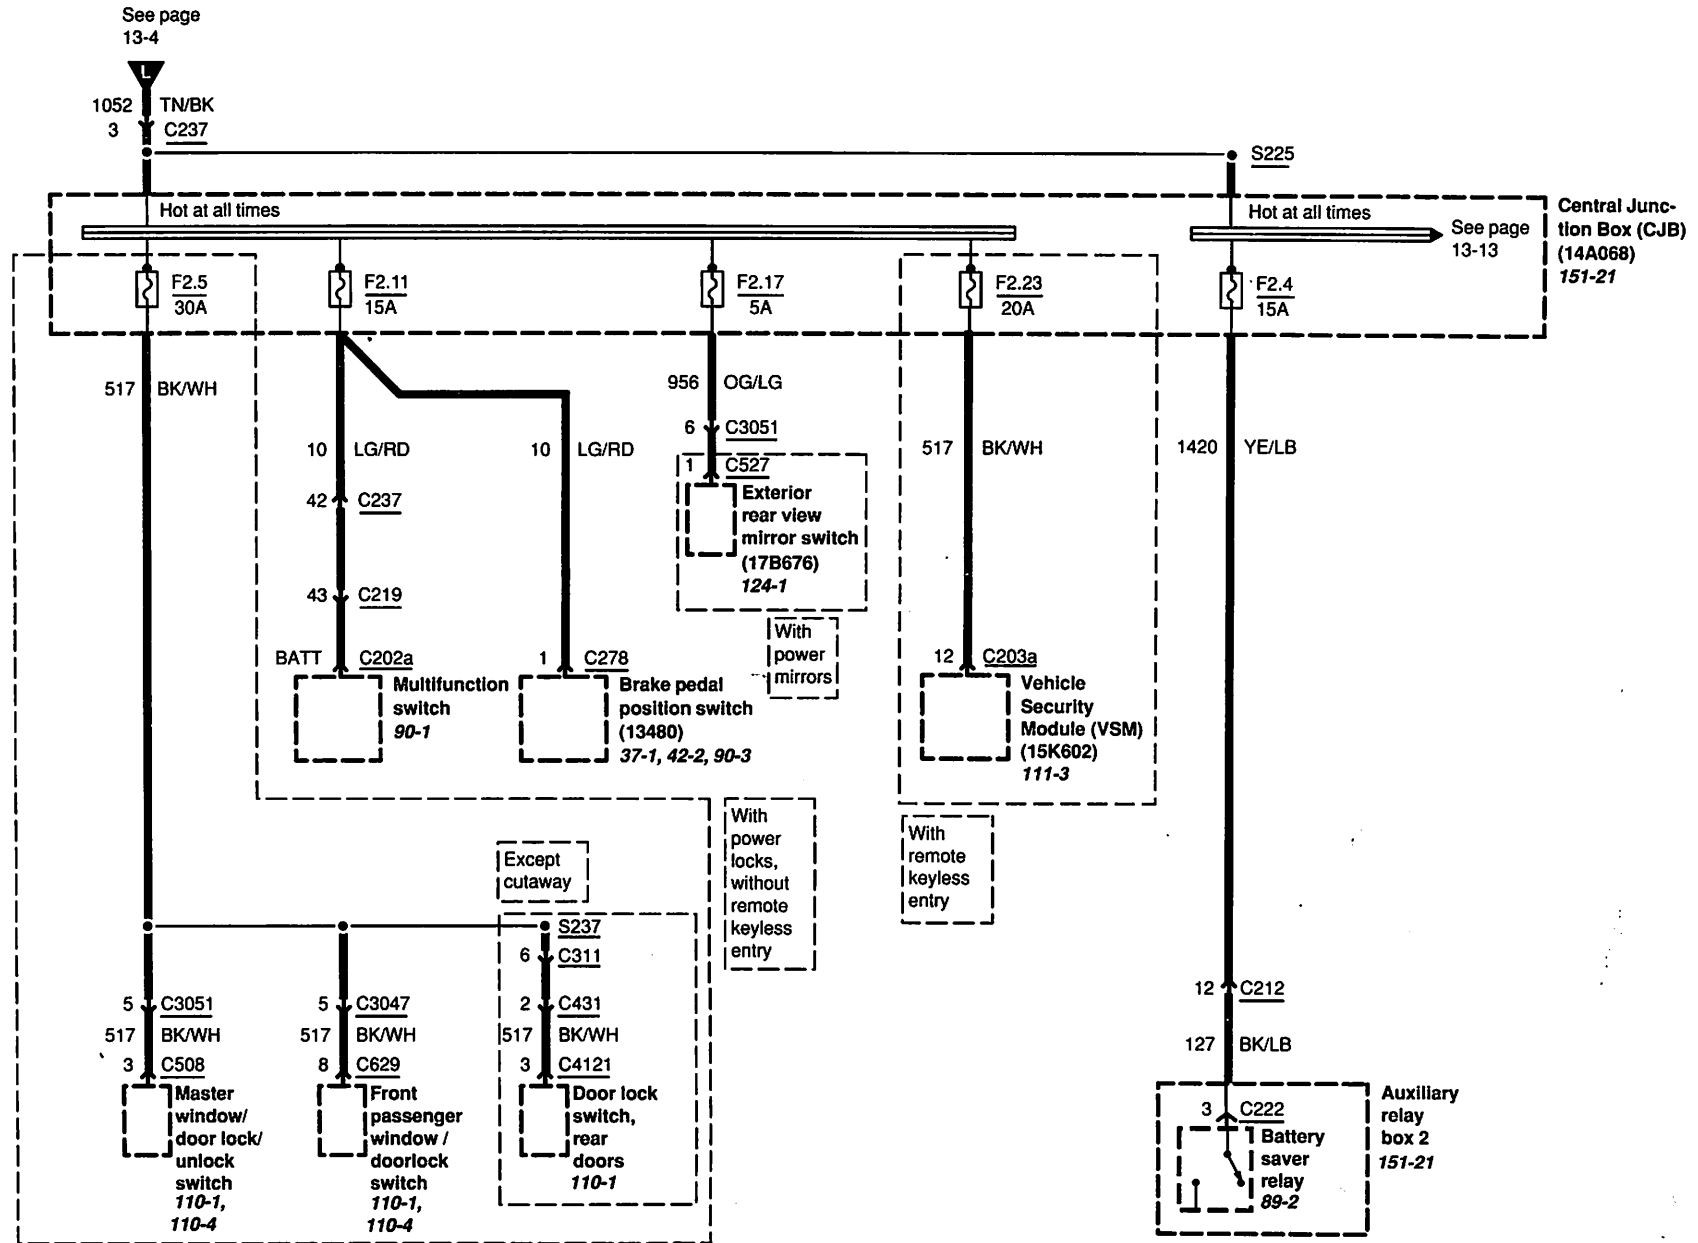 See page
13-4
L
1052 TN/BK
3 C237
S225
Hot at all times
Hot at all times
See page
13-13
Central Junc-
tion Box (CJB)
(14A068)
151-21
F2.5
30A
F2.11
15A
F2.17
5A
F2.23
20A
F2.4
15A
517 BK/WH
10 LG/RD
42 C237
43 C219
BATT C202a
Multifunction
switch
90-1
10 LG/RD
1 C278
Brake pedal
position switch
(13480)
37-1, 42-2, 90-3
956 OG/LG
6 C3051
1 C527
Exterior
rear view
mirror switch
(17B676)
124-1
With
power
mirrors
517 BK/WH
12 C203a
Vehicle
Security
Module (VSM)
(15K602)
111-3
With
remote
keyless
entry
1420 YE/LB
12 C212
127 BK/LB
3 C222
Battery
saver
relay
89-2
Auxiliary
relay
box 2
151-21
With
power
locks,
without
remote
keyless
entry
Except
cutaway
S237
6 C311
5 C3051
517 BK/WH
3 C508
Master
window/
door lock/
unlock
switch
110-1,
110-4
5 C3047
517 BK/WH
8 C629
Front
passenger
window /
doorlock
switch
110-1,
110-4
2 C431
517 BK/WH
3 C4121
Door lock
switch,
rear
doors
110-1